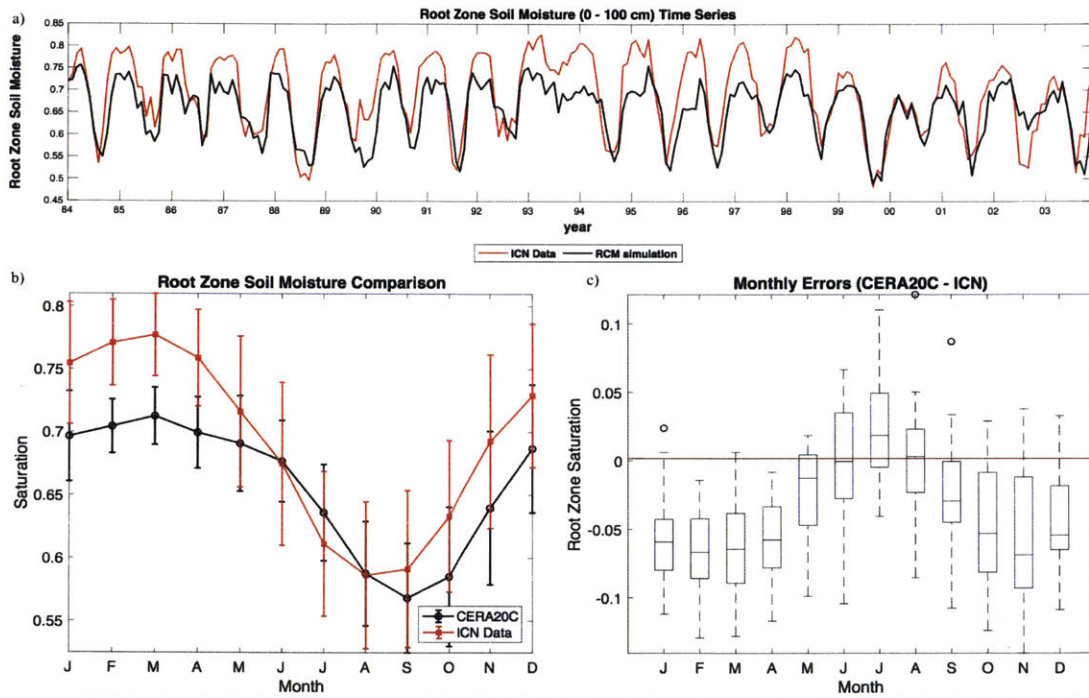 a)
Root Zone Soil Moisture (0 - 100 cm) Time Series
Root Zone Soil Moisture
0.85
0.8
0.75
0.7
0.65
0.6
0.55
0.5
0.45
84 85 86 87 88 89 90 91 92 93 94 95 96 97 98 99 00 01 02 03
year
ICN Data RCM simulation
b)
Root Zone Soil Moisture Comparison
Saturation
0.8
0.75
0.7
0.65
0.6
0.55
J F M A M J J A S O N D
Month
CERA20C
ICN Data
c)
Monthly Errors (CERA20C - ICN)
Root Zone Saturation
0.1
0.05
0
-0.05
-0.1
J F M A M J J A S O N D
Month